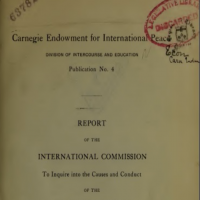 6378
Carnegie Endowment for International Peace
DIVISION OF INTERCOURSE AND EDUCATION
Publication No. 4
REPORT
OF THE
INTERNATIONAL COMMISSION
To Inquire into the Causes and Conduct
OF THE